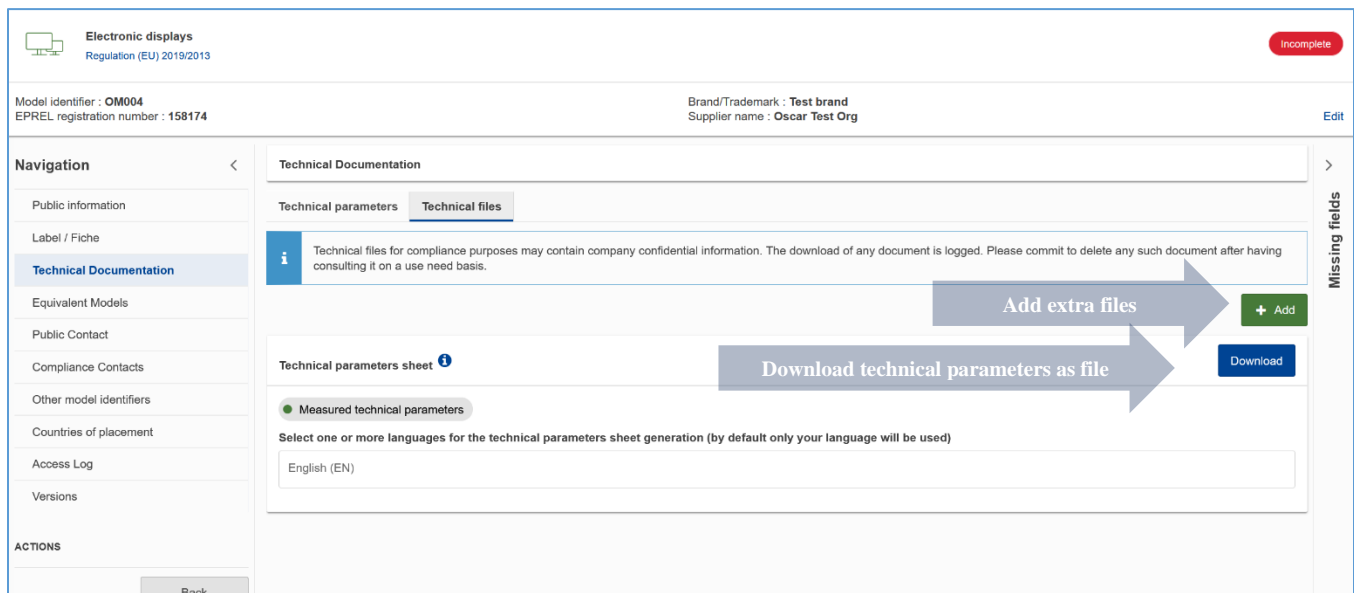 Electronic displays
Regulation (EU) 2019/2013
Incomplete
Model identifier : OM004
EPREL registration number : 158174
Brand/Trademark : Test brand
Supplier name : Oscar Test Org
Edit
Navigation
Public information
Label / Fiche
Technical Documentation
Equivalent Models
Public Contact
Compliance Contacts
Other model identifiers
Countries of placement
Access Log
Versions
ACTIONS
Back
Technical Documentation
Technical parameters
Technical files
Technical files for compliance purposes may contain company confidential information. The download of any document is logged. Please commit to delete any such document after having
consulting it on a use need basis.
Add extra files
+ Add
Technical parameters sheet
Download technical parameters as file
Download
Measured technical parameters
Select one or more languages for the technical parameters sheet generation (by default only your language will be used)
English (EN)
Missing fields